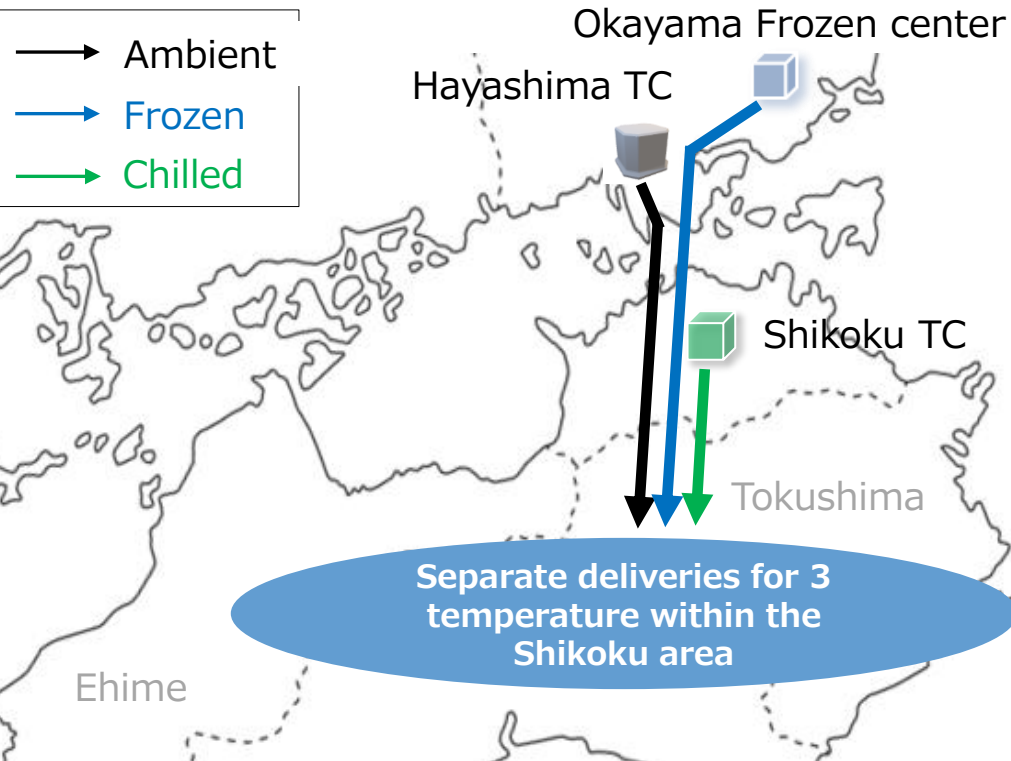 Ambient
Frozen
Chilled
Okayama Frozen center
Hayashima TC
Shikoku TC
Tokushima
Separate deliveries for 3
temperature within the
Shikoku area
Ehime